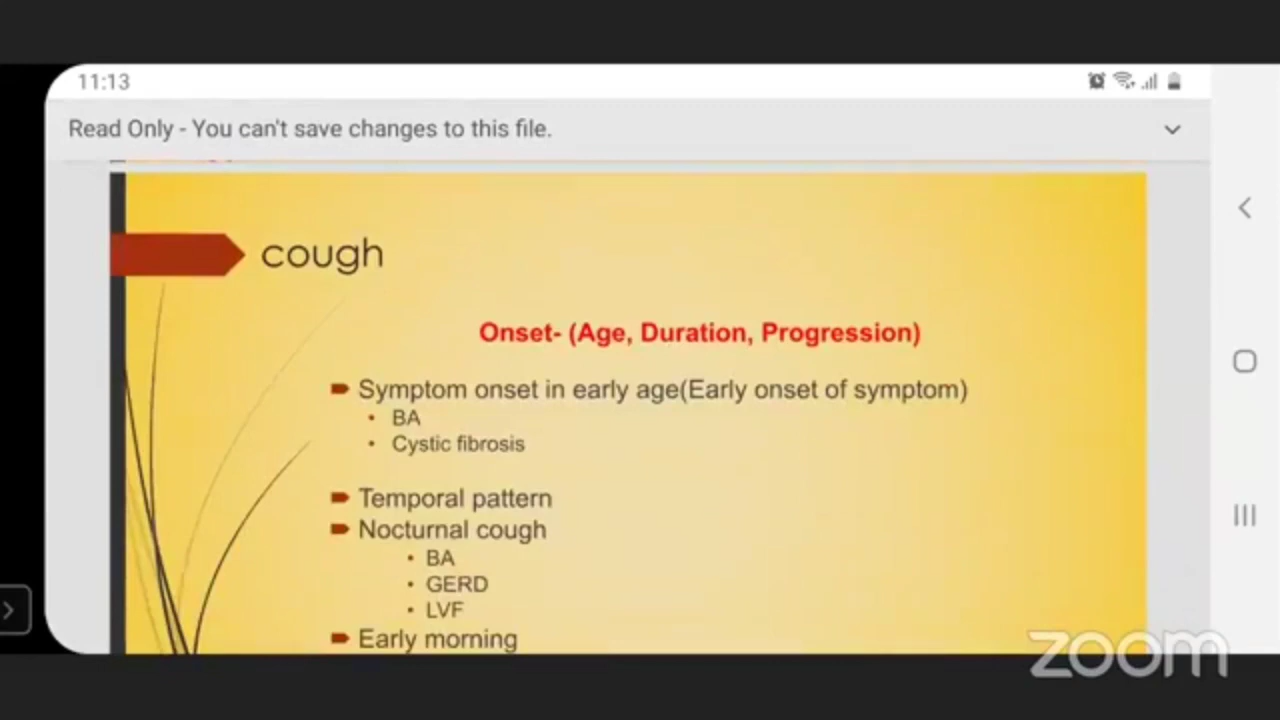 11:13
Read Only - You can't save changes to this file.
cough
Onset- (Age, Duration, Progression)
Symptom onset in early age(Early onset of symptom)
• BA
• Cystic fibrosis
Temporal pattern
Nocturnal cough
• BA
• GERD
• LVF
Early morning
zoom